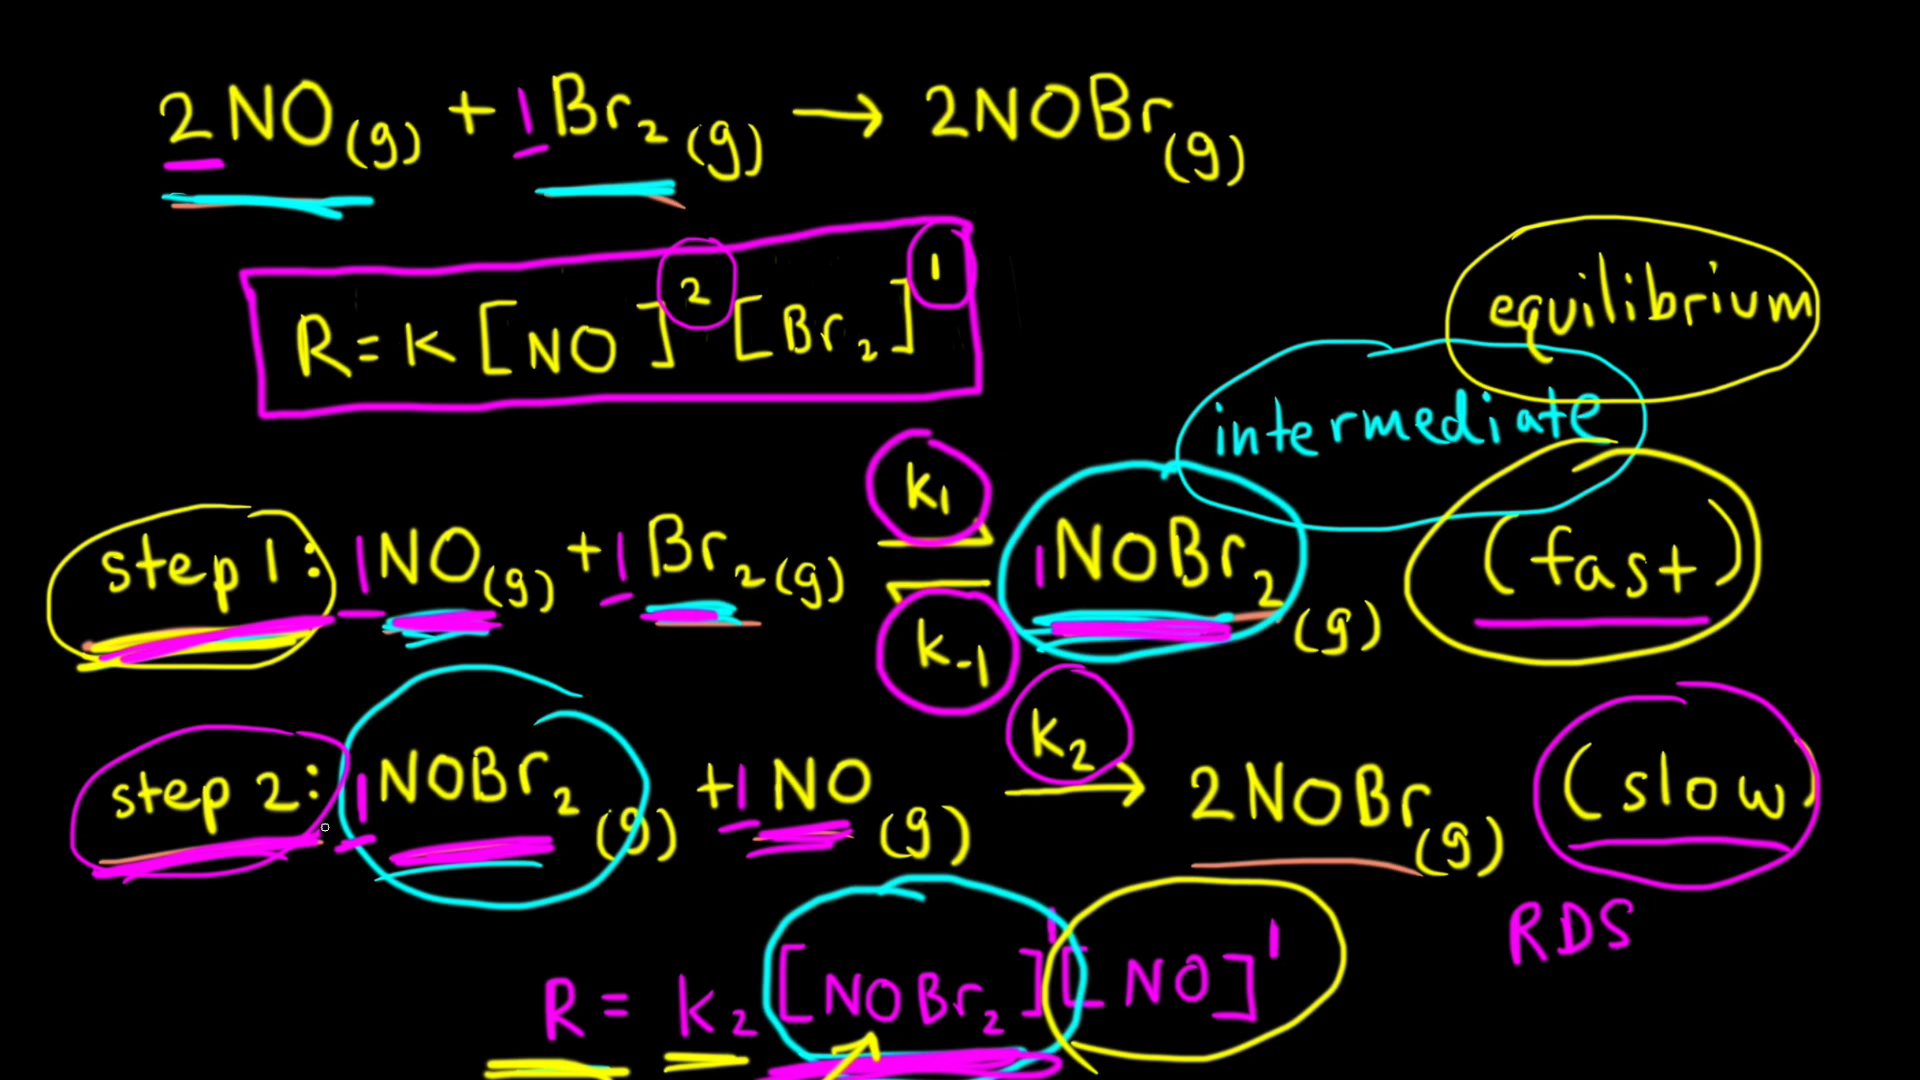 2NO(g) + 1Br2(g) → 2NOBr(g)
R = k[NO]^2[Br2]^1
equilibrium
intermediate
k1
step 1: 1NO(g) + 1Br2(g) ⇌ 1NOBr2(g) (fast)
k-1
k2
step 2: 1NOBr2(g) + 1NO(g) → 2NOBr(g) (slow)
RDS
R = k2[NOBr2]^1[NO]^1